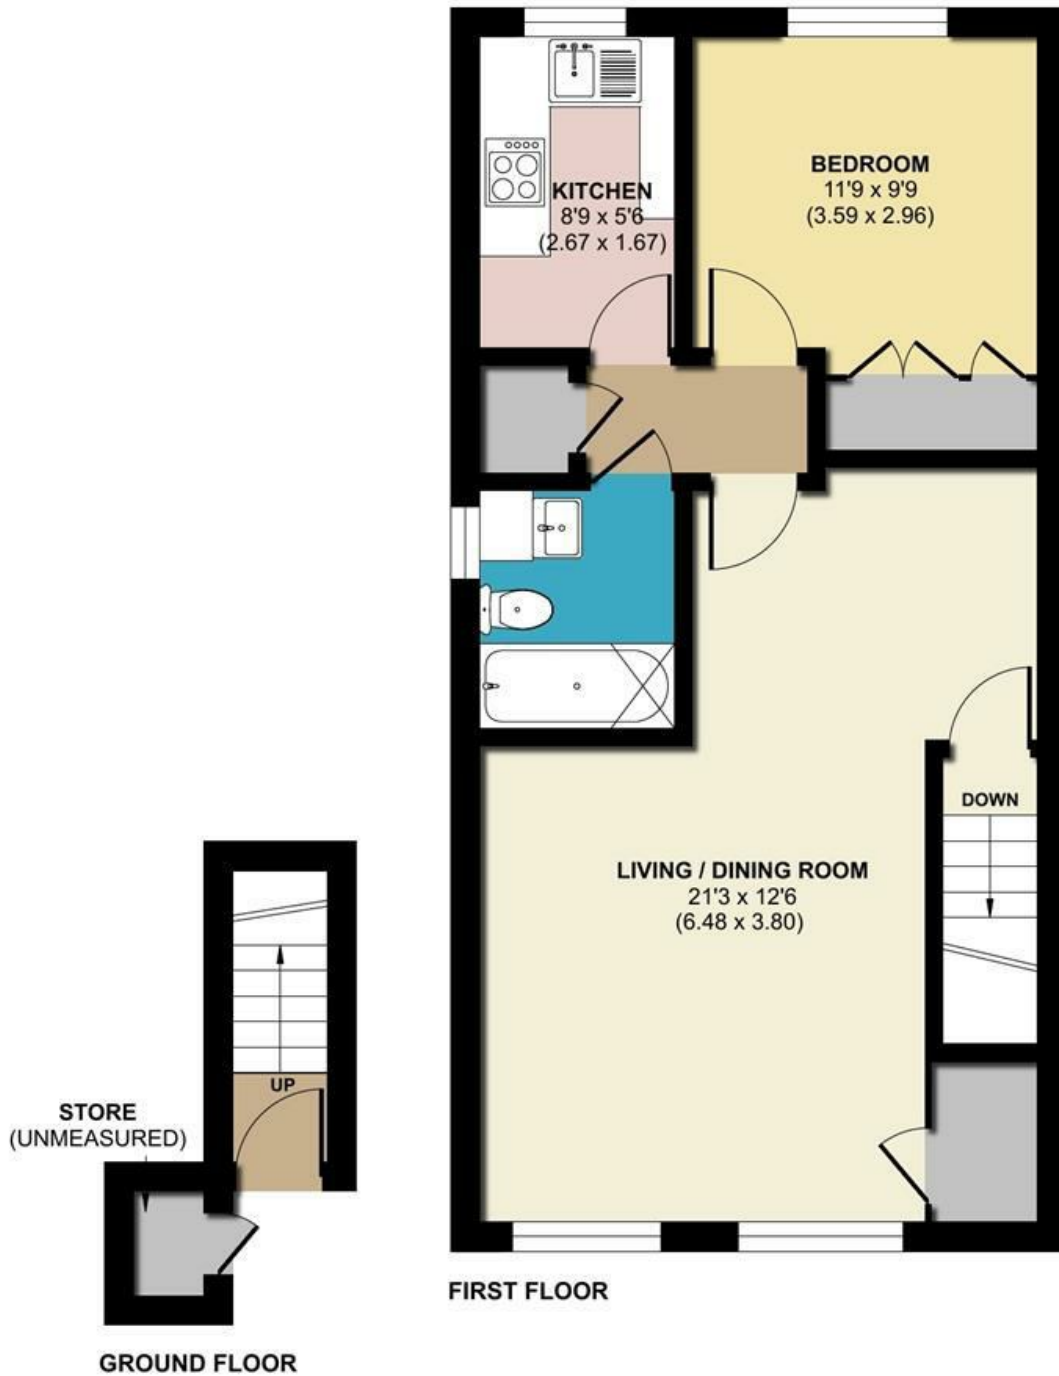 KITCHEN
8'9 x 5'6
(2.67 x 1.67)
BEDROOM
11'9 x 9'9
(3.59 x 2.96)
DOWN
LIVING / DINING ROOM
21'3 x 12'6
(6.48 x 3.80)
UP
STORE
(UNMEASURED)
FIRST FLOOR
GROUND FLOOR